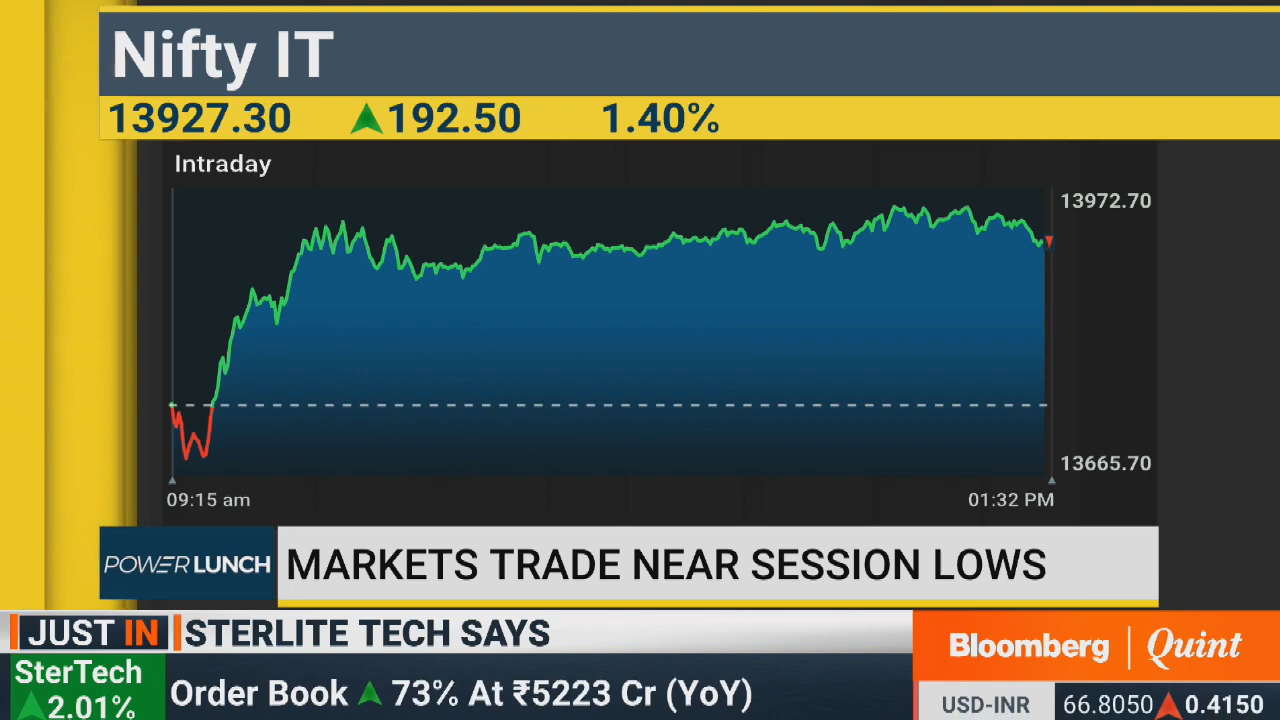 Nifty IT
13927.30 ▲192.50 1.40%
Intraday
13972.70
13665.70
09:15 am 01:32 PM
POWER LUNCH MARKETS TRADE NEAR SESSION LOWS
JUST IN STERLITE TECH SAYS
SterTech
▲2.01%
Order Book ▲ 73% At ₹5223 Cr (YoY)
Bloomberg | Quint
USD-INR 66.8050 ▲ 0.4150